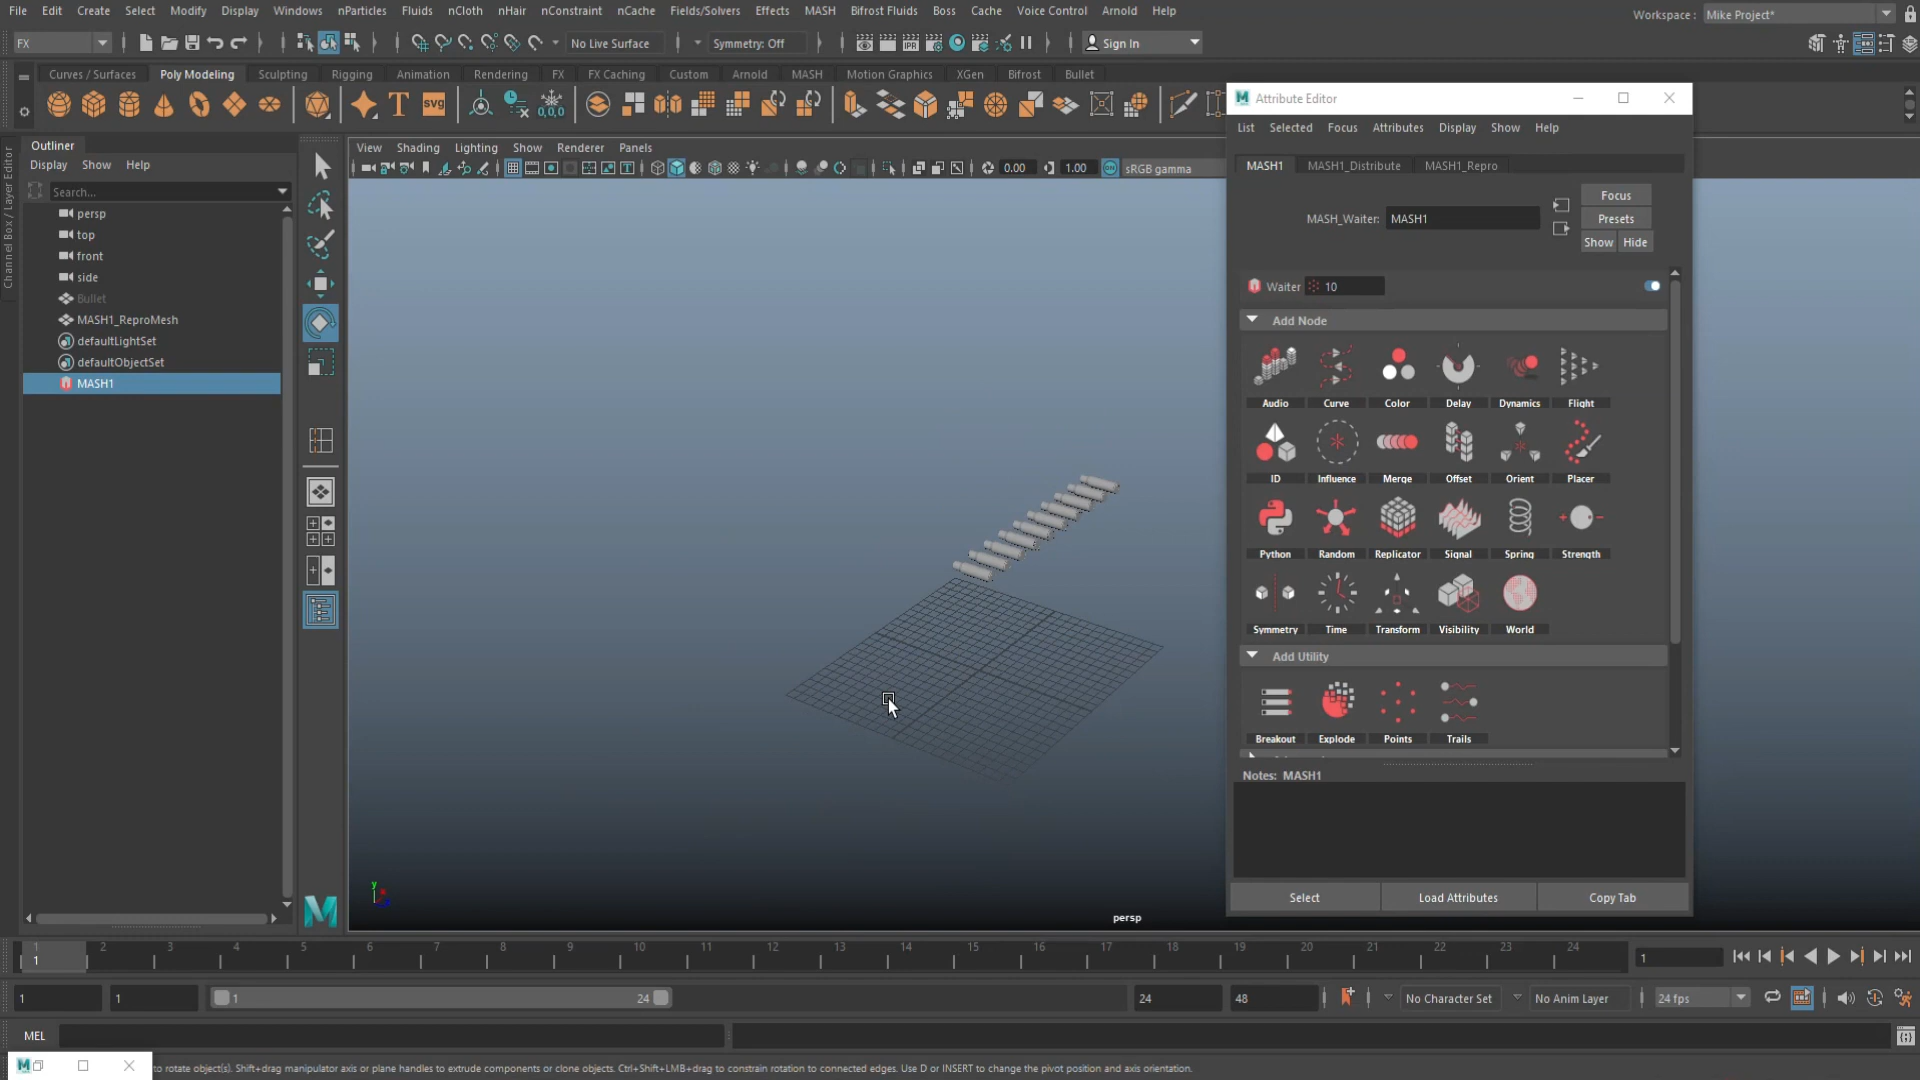 File Edit Create Select Modify Display Windows nParticles Fluids nCloth nHair nConstraint nCache Fields/Solvers Effects MASH Bifrost Fluids Boss Cache Voice Control Arnold Help
Workspace : Mike Project*
FX No Live Surface Symmetry: Off IPR Sign In
Curves / Surfaces Poly Modeling Sculpting Rigging Animation Rendering FX FX Caching Custom Arnold MASH Motion Graphics XGen Bifrost Bullet
T svg 0,0,0
Attribute Editor
List Selected Focus Attributes Display Show Help
Channel Box / Layer Editor
Outliner
Display Show Help
Search...
persp
top
front
side
Bullet
MASH1_ReproMesh
defaultLightSet
defaultObjectSet
MASH1
View Shading Lighting Show Renderer Panels
0.00 1.00 sRGB gamma
MASH1 MASH1_Distribute MASH1_Repro
MASH_Waiter: MASH1
Focus
Presets
Show Hide
Waiter 10
Add Node
Audio Curve Color Delay Dynamics Flight
ID Influence Merge Offset Orient Placer
Python Random Replicator Signal Spring Strength
Symmetry Time Transform Visibility World
Add Utility
Breakout Explode Points Trails
Notes: MASH1
Select Load Attributes Copy Tab
y
persp
1 2 3 4 5 6 7 8 9 10 11 12 13 14 15 16 17 18 19 20 21 22 23 24
1 1
1 1 1 24 24 48 No Character Set No Anim Layer 24 fps
MEL
to rotate object(s). Shift+drag manipulator axis or plane handles to extrude components or clone objects. Ctrl+Shift+LMB+drag to constrain rotation to connected edges. Use D or INSERT to change the pivot position and axis orientation.